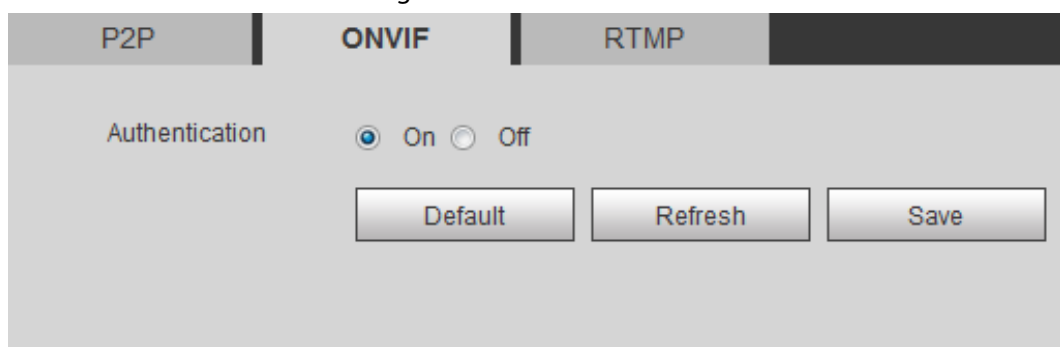 P2P ONVIF RTMP
Authentication On Off
Default Refresh Save